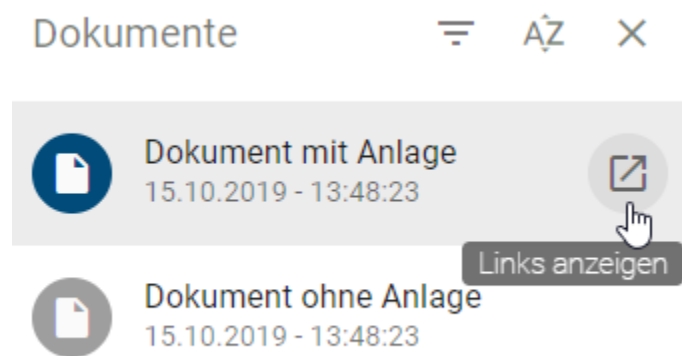 Dokumente
AZ
Dokument mit Anlage
15.10.2019 - 13:48:23
Links anzeigen
Dokument ohne Anlage
15.10.2019 - 13:48:23